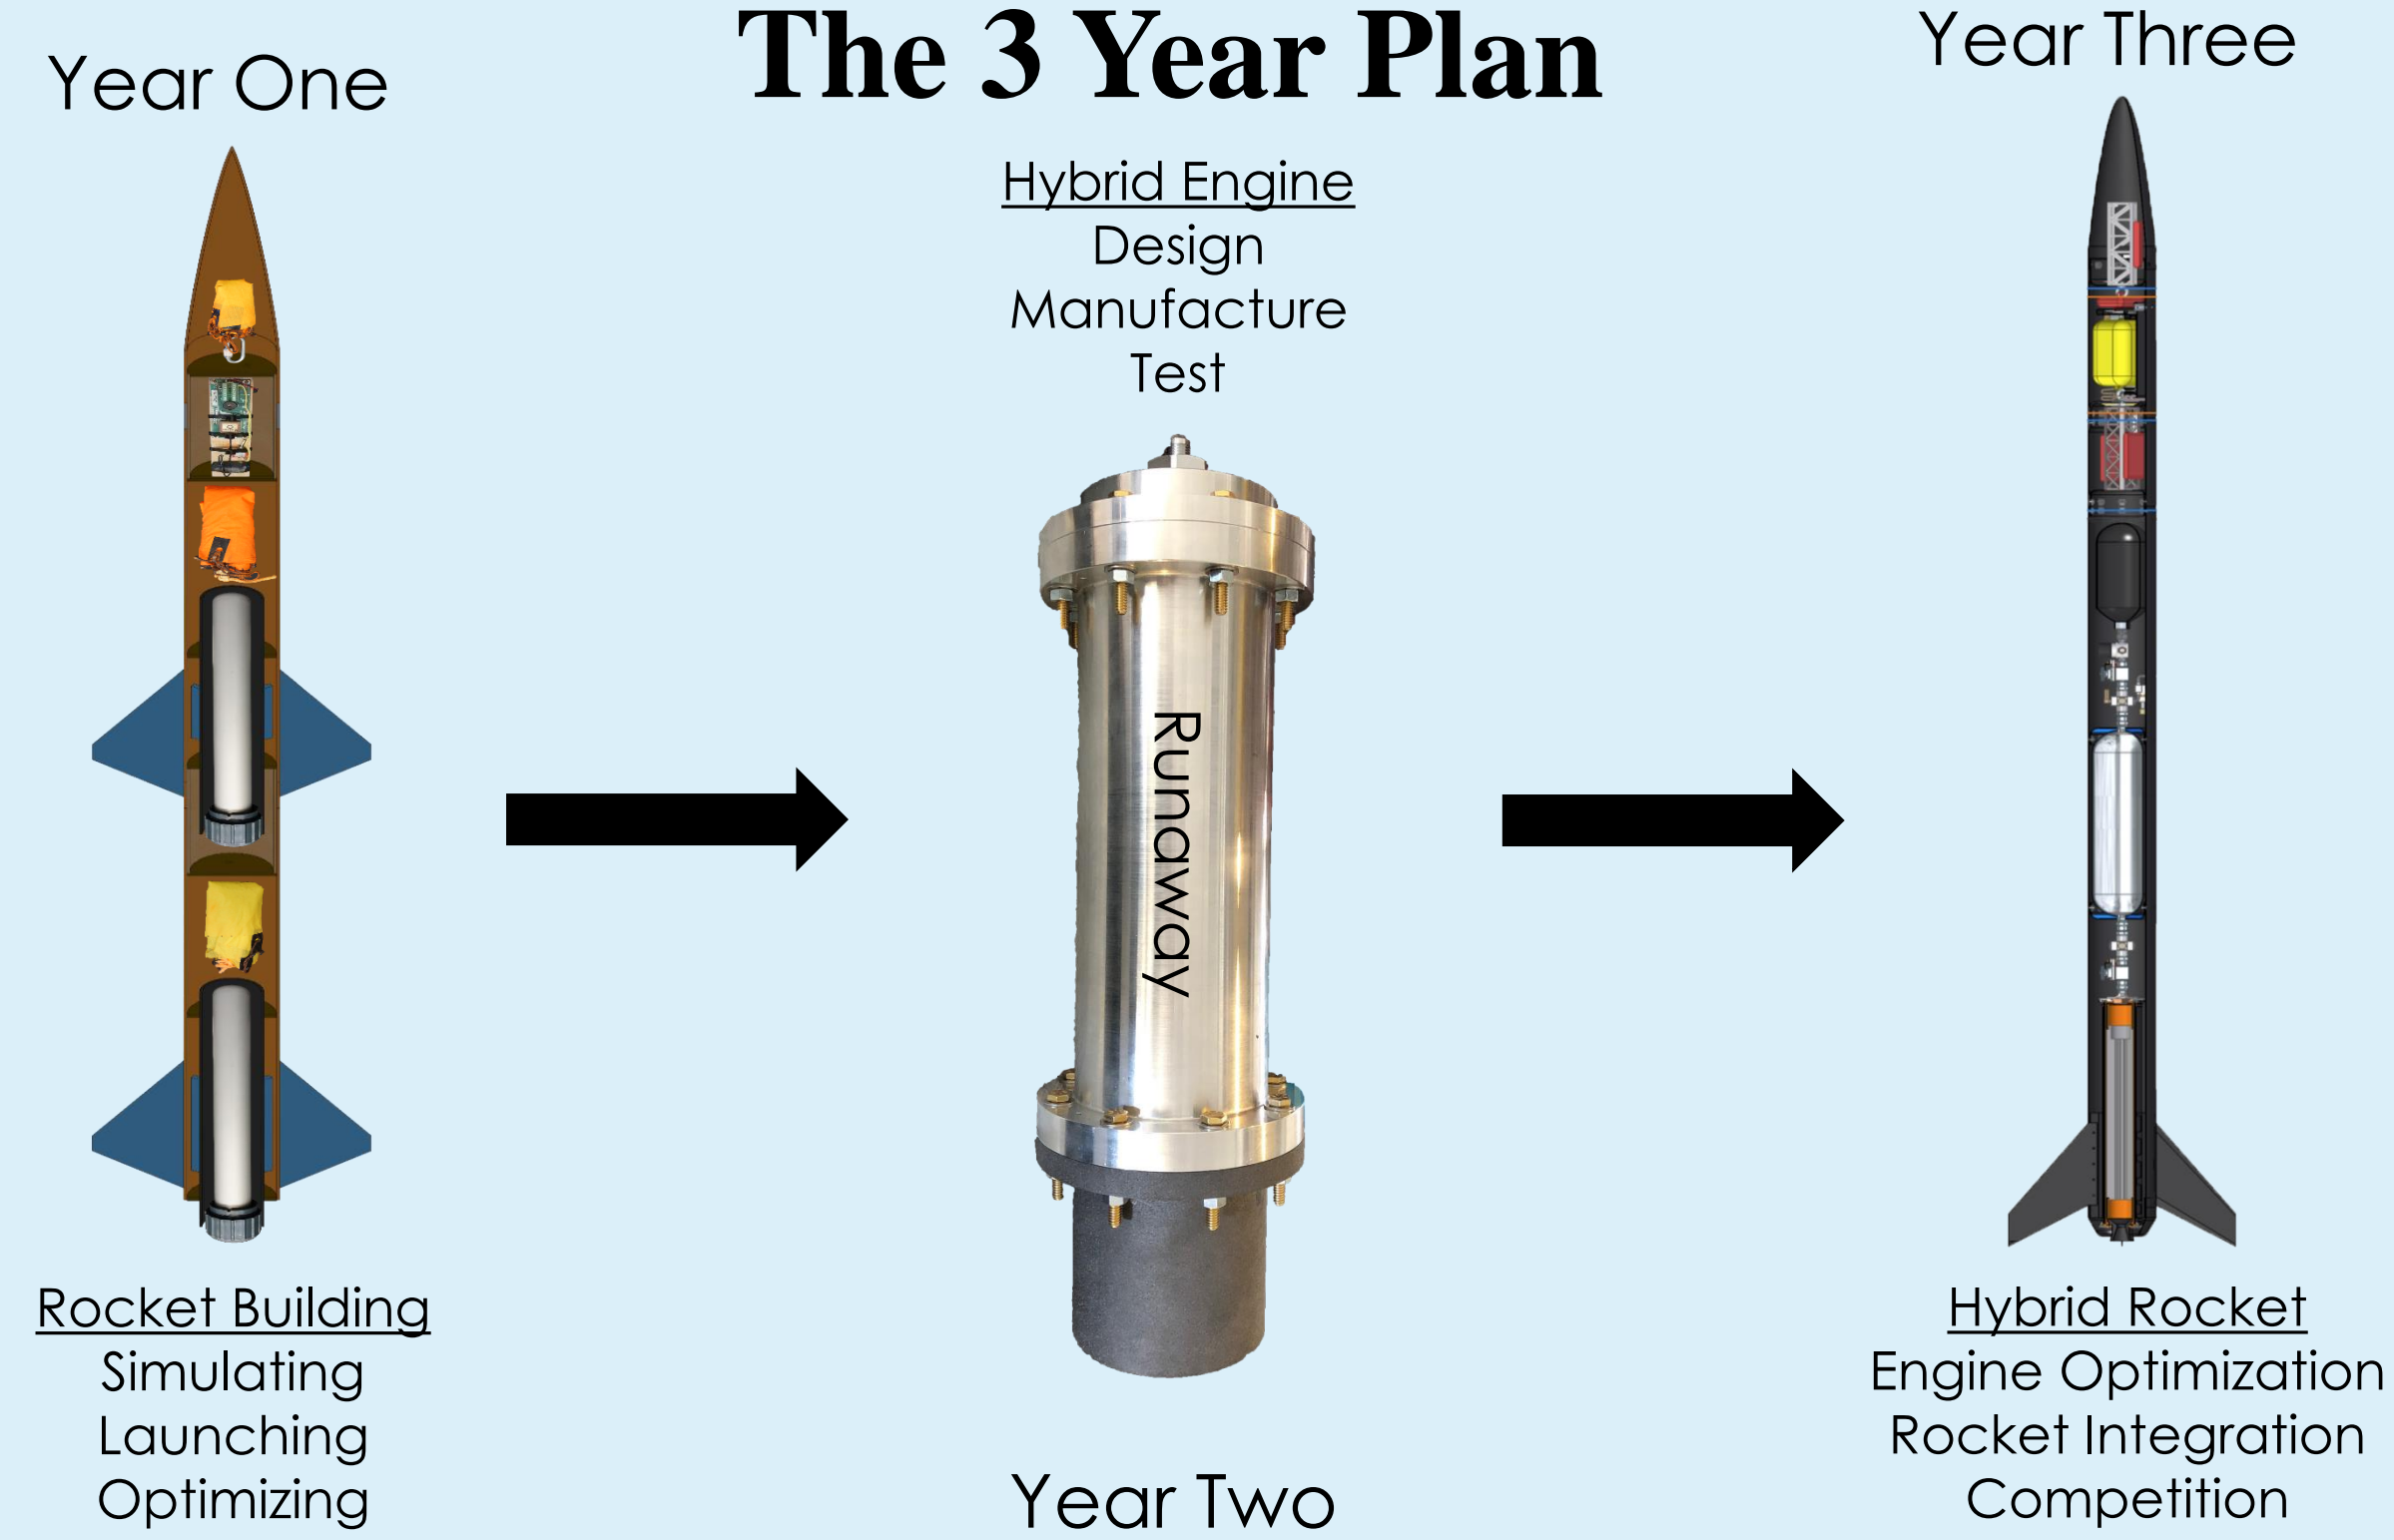 The 3 Year Plan
Year One
Rocket Building
Simulating
Launching
Optimizing
Hybrid Engine
Design
Manufacture
Test
Runaway
Year Two
Year Three
Hybrid Rocket
Engine Optimization
Rocket Integration
Competition